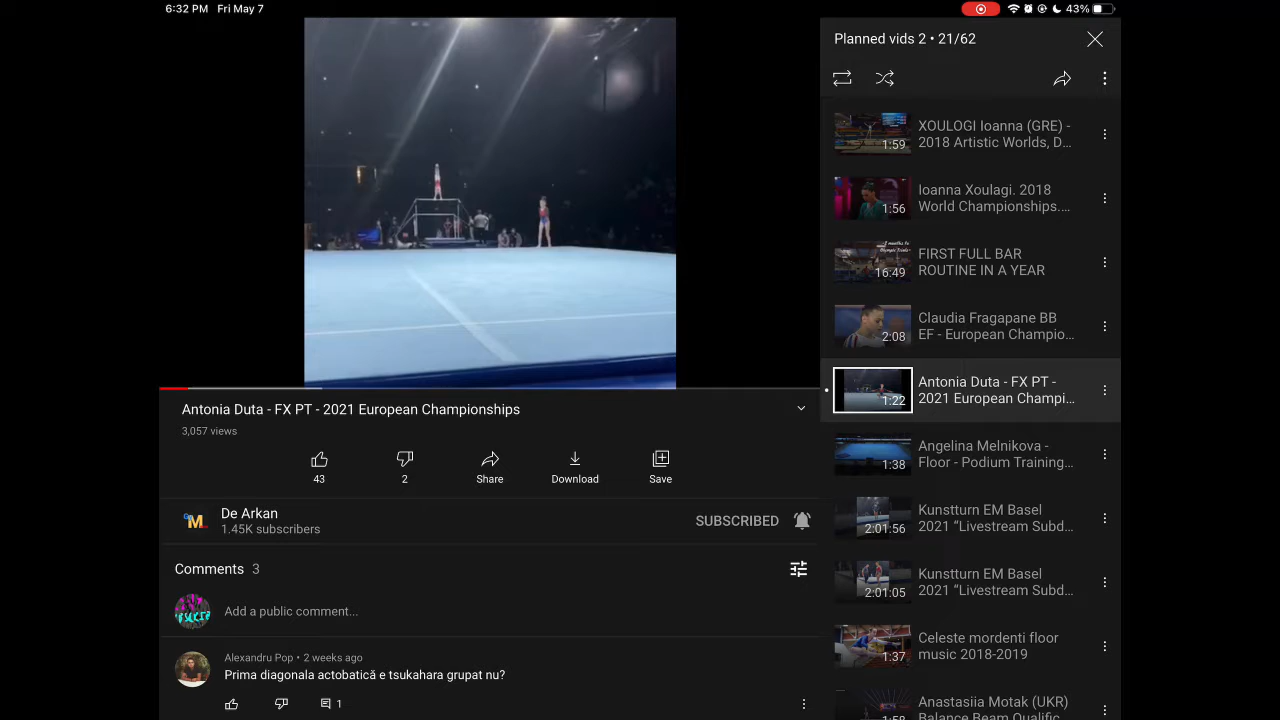 6:32 PM Fri May 7
43%
Antonia Duta - FX PT - 2021 European Championships
3,057 views
43
2
Share
Download
Save
De Arkan
1.45K subscribers
SUBSCRIBED
Comments 3
Add a public comment...
Alexandru Pop • 2 weeks ago
Prima diagonala actobatică e tsukahara grupat nu?
1
Planned vids 2 • 21/62
XOULOGI Ioanna (GRE) -
2018 Artistic Worlds, D...
1:59
Ioanna Xoulagi. 2018
World Championships....
1:56
FIRST FULL BAR
ROUTINE IN A YEAR
16:49
Claudia Fragapane BB
EF - European Champio...
2:08
Antonia Duta - FX PT -
2021 European Champi...
1:22
Angelina Melnikova -
Floor - Podium Training...
1:38
Kunstturn EM Basel
2021 “Livestream Subd...
2:01:56
Kunstturn EM Basel
2021 “Livestream Subd...
2:01:05
Celeste mordenti floor
music 2018-2019
1:37
Anastasiia Motak (UKR)
Balance Beam Qualific...
1:58